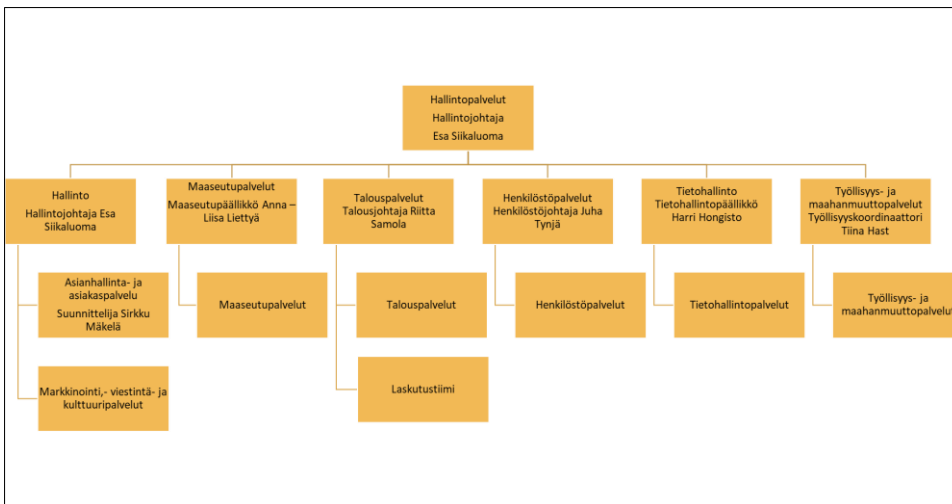 Hallintopalvelut
Hallintojohtaja
Esa Siikaluoma
Hallinto
Hallintojohtaja Esa
Siikaluoma
Maaseutupalvelut
Maaseutupäällikkö Anna –
Liisa Liettyä
Talouspalvelut
Talousjohtaja Riitta
Samola
Henkilöstöpalvelut
Henkilöstöjohtaja Juha
Tynjä
Tietohallinto
Tietohallintopäällikkö
Harri Hongisto
Työllisyys- ja
maahanmuuttopalvelut
Työllisyyskoordinaattori
Tiina Hast
Asianhallinta- ja
asiakaspalvelu
Suunnittelija Sirkku
Mäkelä
Maaseutupalvelut
Talouspalvelut
Henkilöstöpalvelut
Tietohallintopalvelut
Työllisyys- ja
maahanmuuttopalvelut
Markkinointi,- viestintä- ja
kulttuuripalvelut
Laskutustiimi